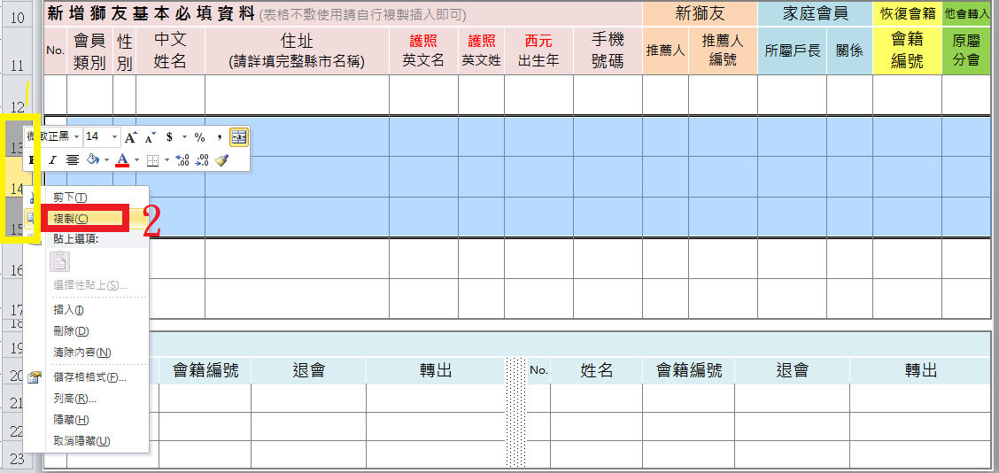 10
新增獅友基本必填資料 (表格不敷使用請自行複製插入即可)
新獅友
家庭會員
恢復會籍
他會轉入
11
No.
會員
類別
性
別
中文
姓名
住址
(請詳填完整縣市名稱)
護照
英文名
護照
英文姓
西元
出生年
手機
號碼
推薦人
推薦人
編號
所屬戶長
關係
會籍
編號
原屬
分會
12
1
13
微軟正黑
14
A
A
$
%
,
a
B
I
A
.00
.00
14
剪下(T)
複製(C)
2
15
貼上選項:
16
選擇性貼上(S)...
17
插入(I)
18
刪除(D)
19
清除內容(N)
20
會籍編號
退會
轉出
No.
姓名
會籍編號
退會
轉出
儲存格格式(F)...
21
列高(R)...
22
隱藏(H)
取消隱藏(U)
23